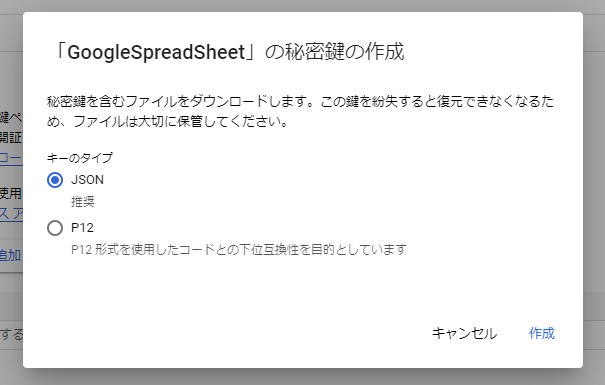 「GoogleSpreadSheet」の秘密鍵の作成
秘密鍵を含むファイルをダウンロードします。この鍵を紛失すると復元できなくなるた
め、ファイルは大切に保管してください。
鍵ペ
キーのタイプ
開証
コー
JSON
推奨
使用
スア
P12
P12 形式を使用したコードとの下位互換性を目的としています
追加
する
キャンセル
作成